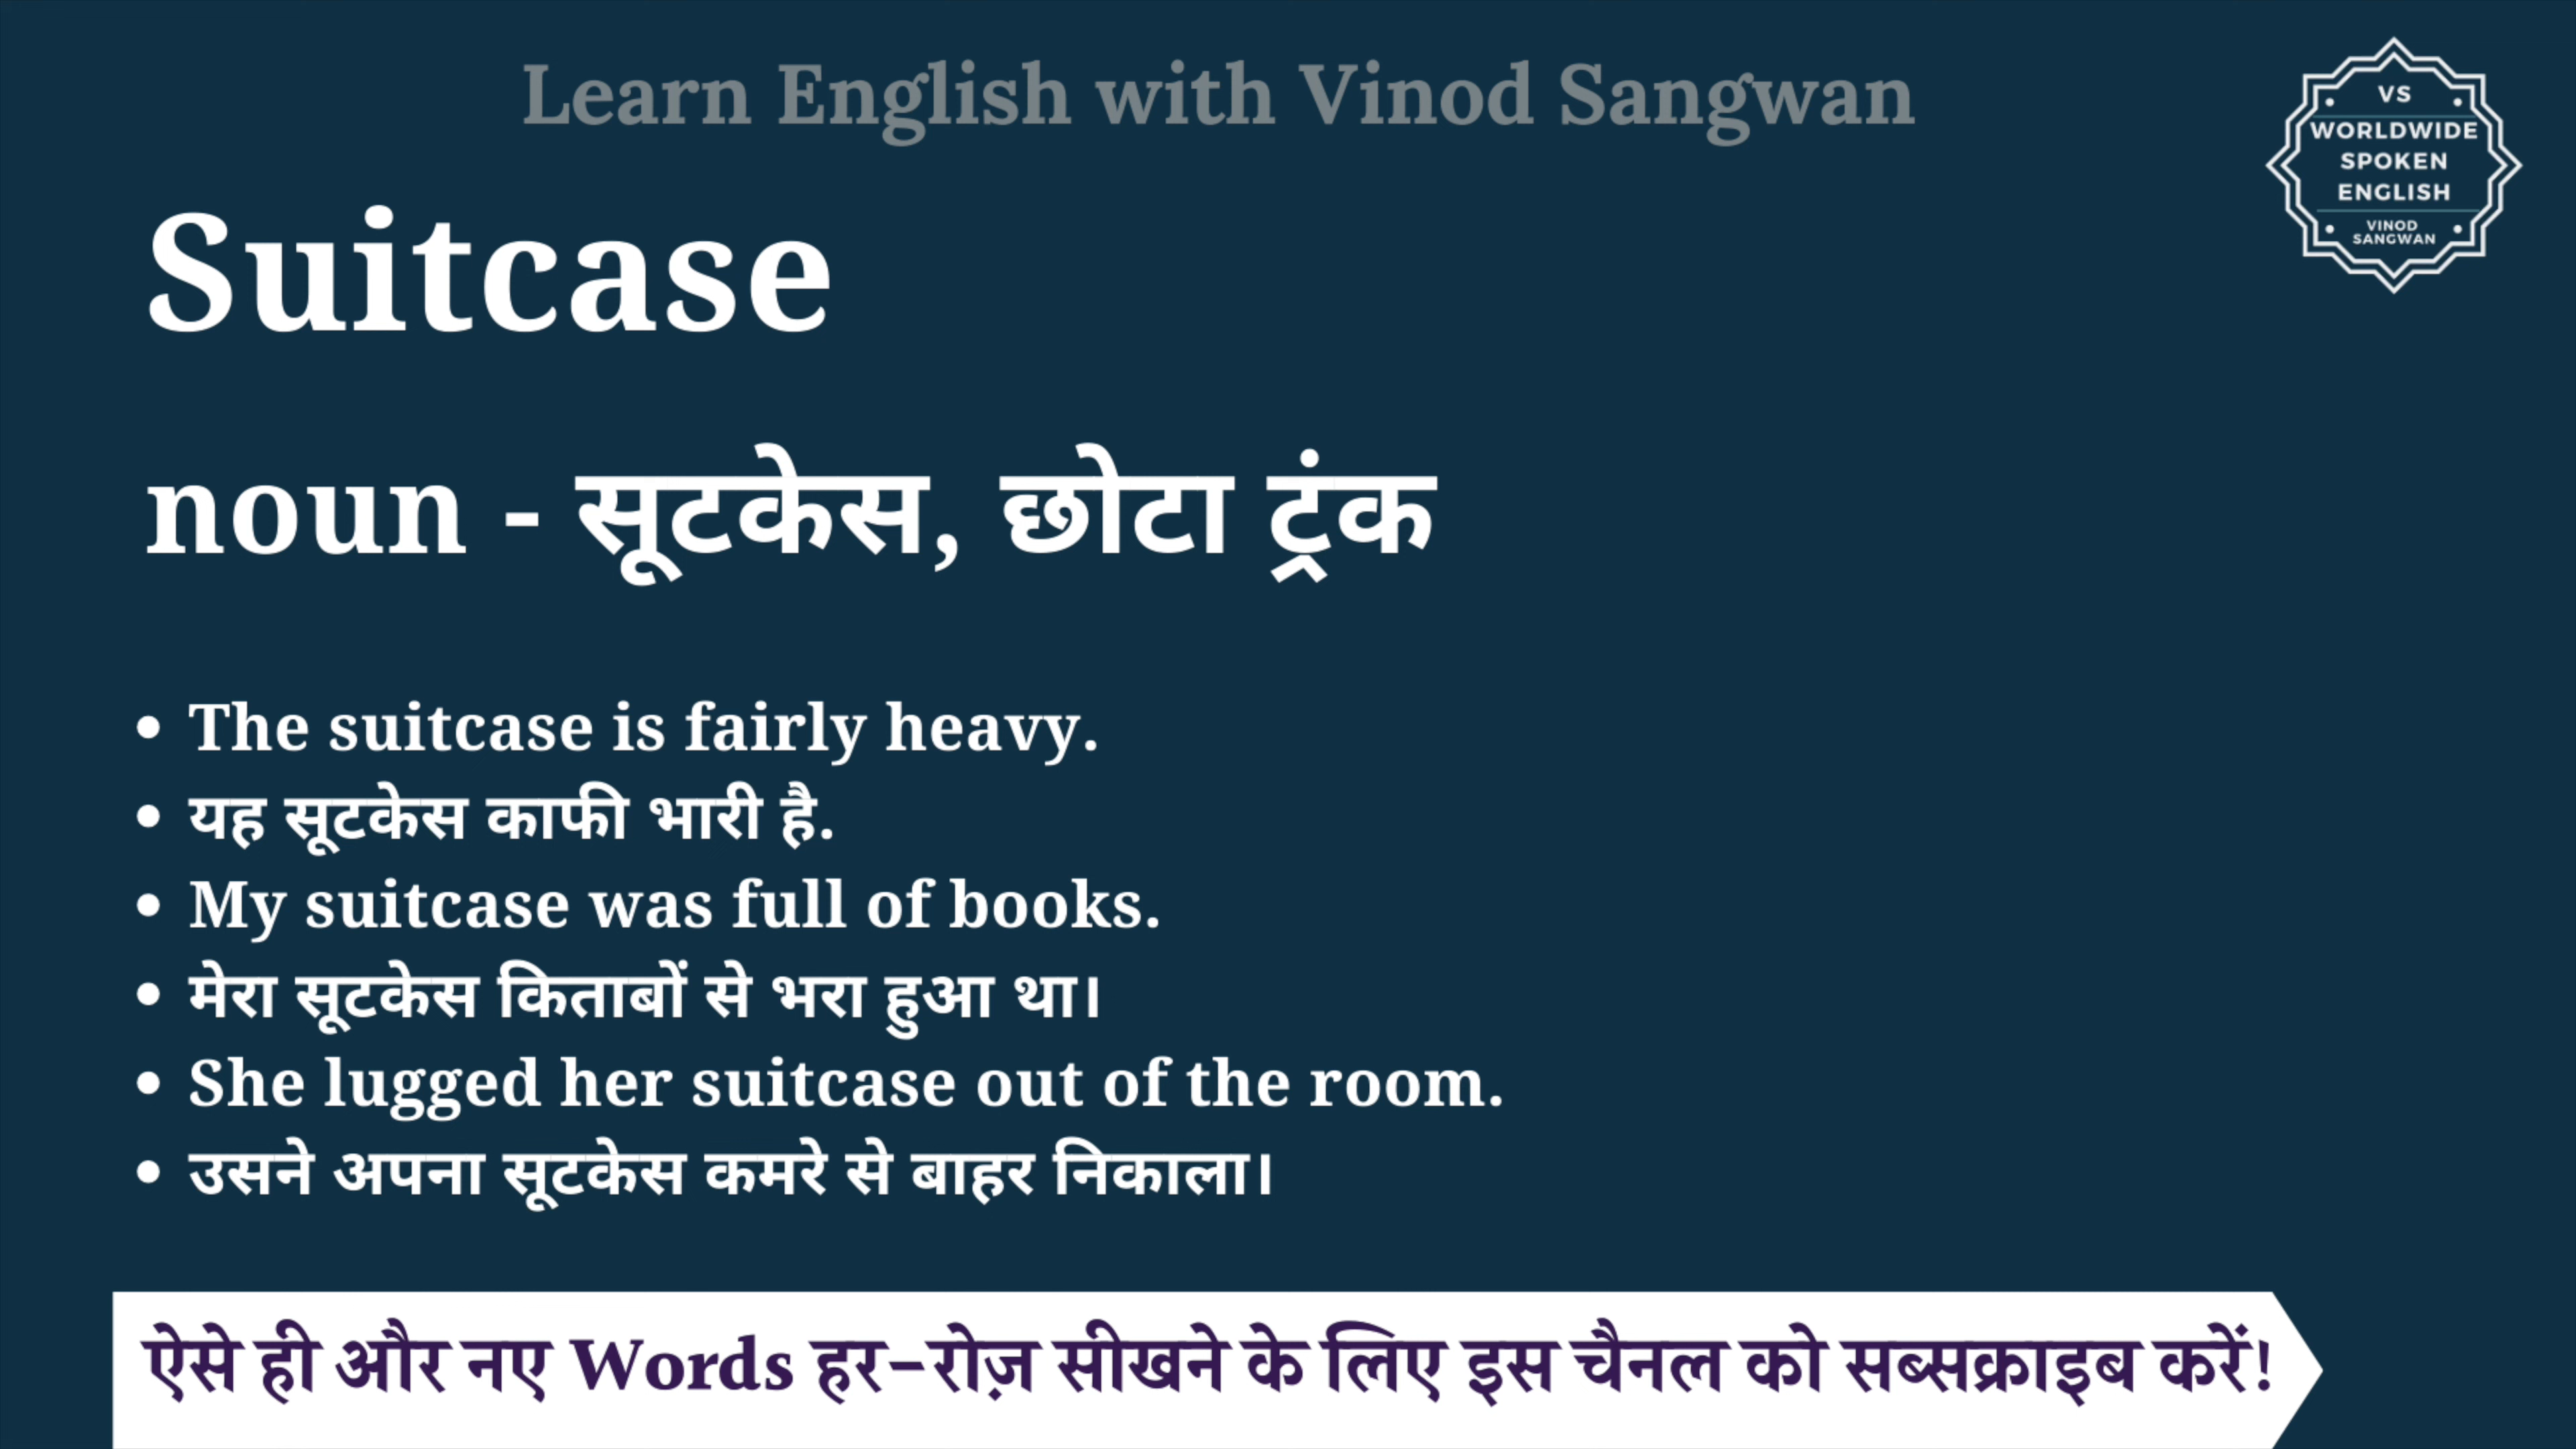 Learn English with Vinod Sangwan
VS
WORLDWIDE
SPOKEN
ENGLISH
VINOD
SANGWAN
Suitcase
noun - सूटकेस, छोटा ट्रंक
• The suitcase is fairly heavy.
• यह सूटकेस काफी भारी है.
• My suitcase was full of books.
• मेरा सूटकेस किताबों से भरा हुआ था।
• She lugged her suitcase out of the room.
• उसने अपना सूटकेस कमरे से बाहर निकाला।
ऐसे ही और नए Words हर-रोज़ सीखने के लिए इस चैनल को सब्सक्राइब करें!